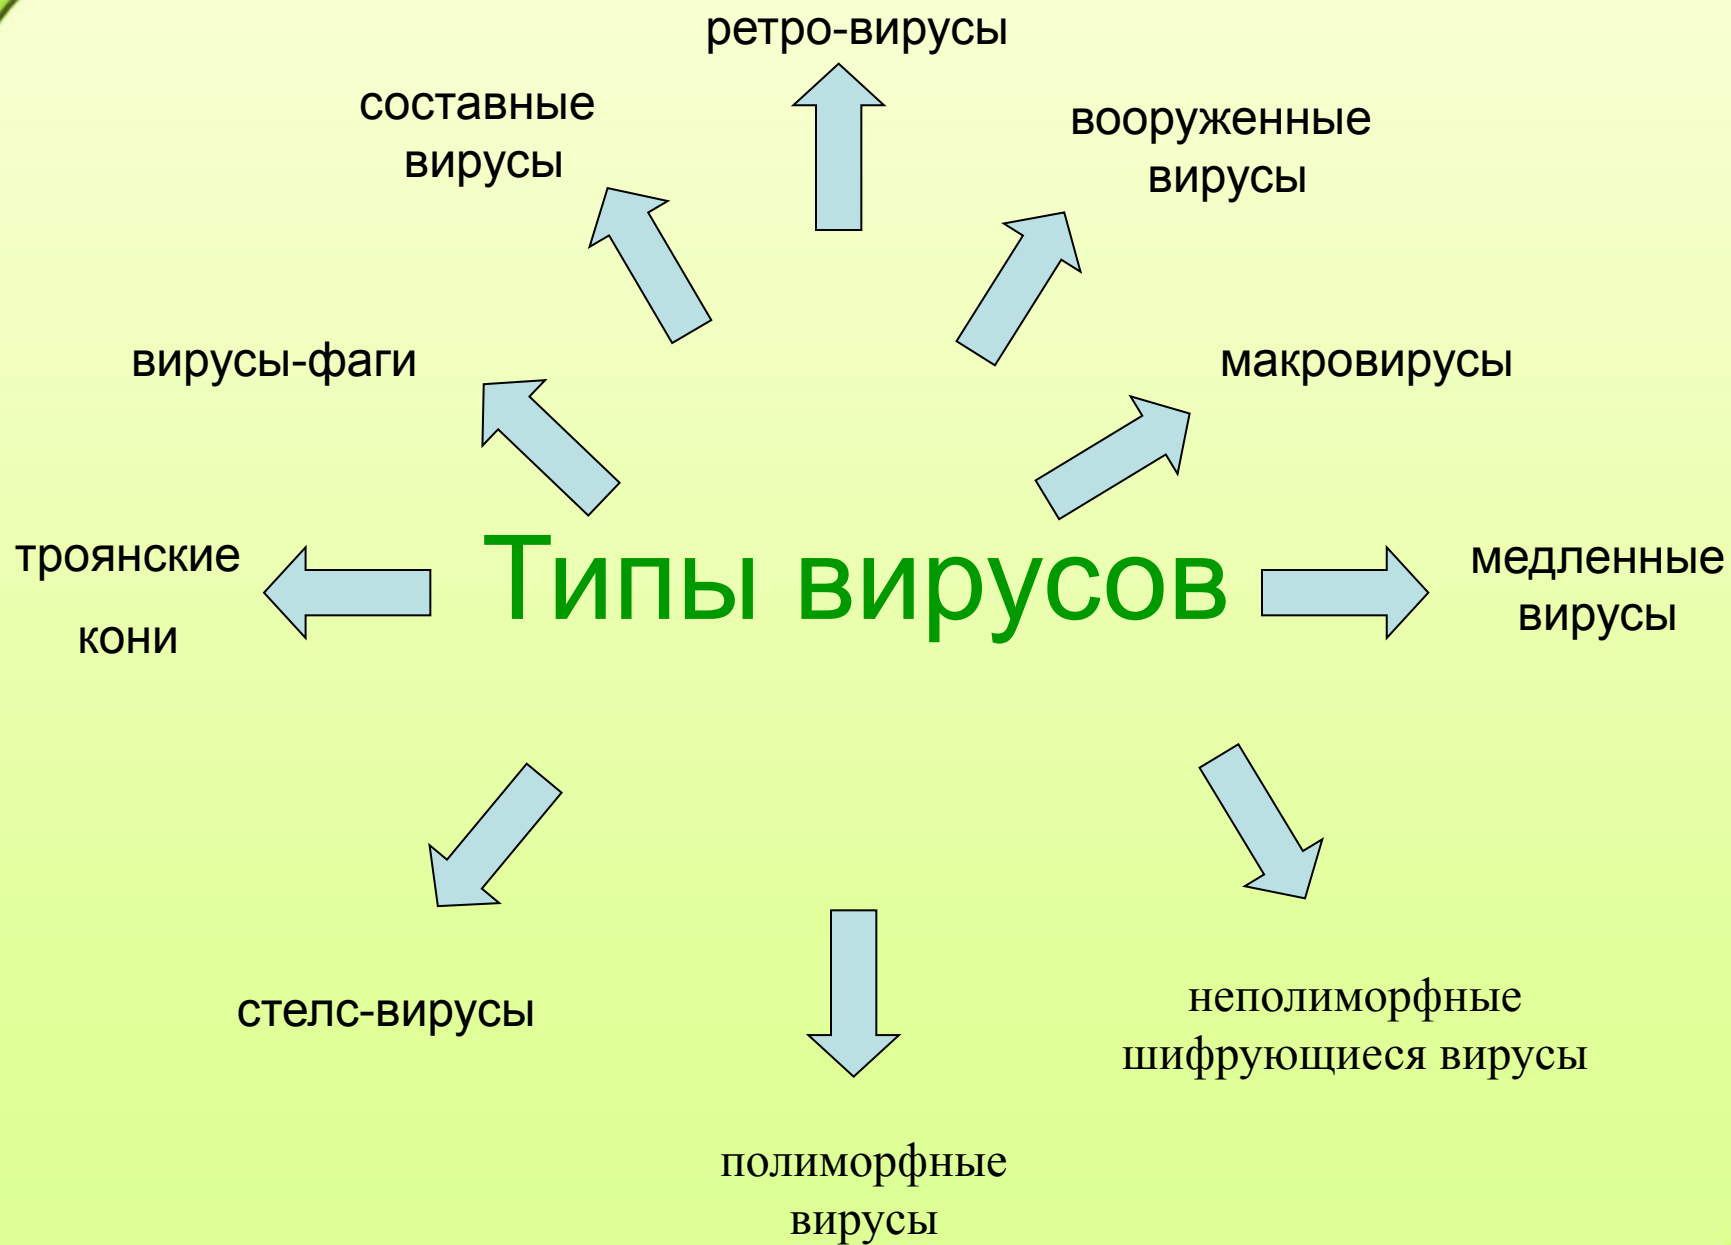 ретро-вирусы
составные
вирусы
вооруженные
вирусы
вирусы-фаги
макровирусы
троянские
кони
Типы вирусов
медленные
вирусы
стелс-вирусы
неполиморфные
шифрующиеся вирусы
полиморфные
вирусы